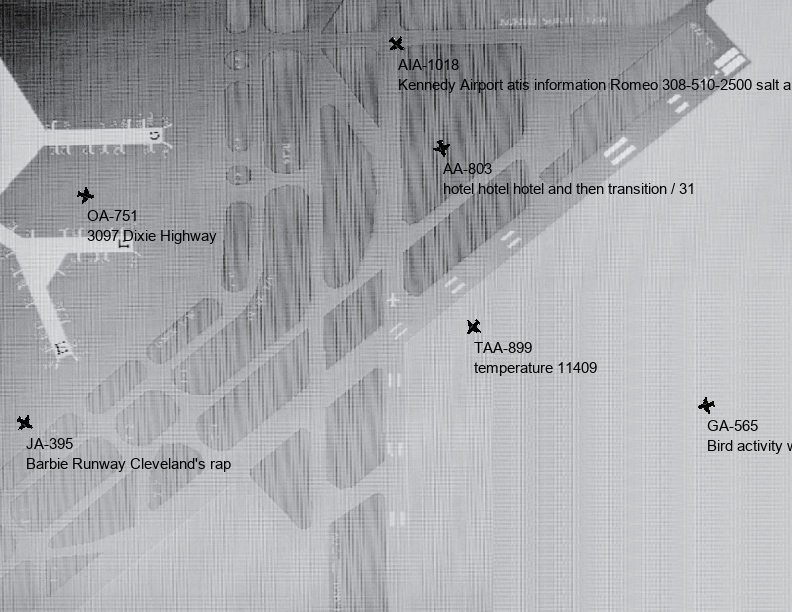 AIA-1018
Kennedy Airport atis information Romeo 308-510-2500 salt a
AA-803
hotel hotel hotel and then transition / 31
OA-751
3097 Dixie Highway
TAA-899
temperature 11409
GA-565
Bird activity w
JA-395
Barbie Runway Cleveland's rap